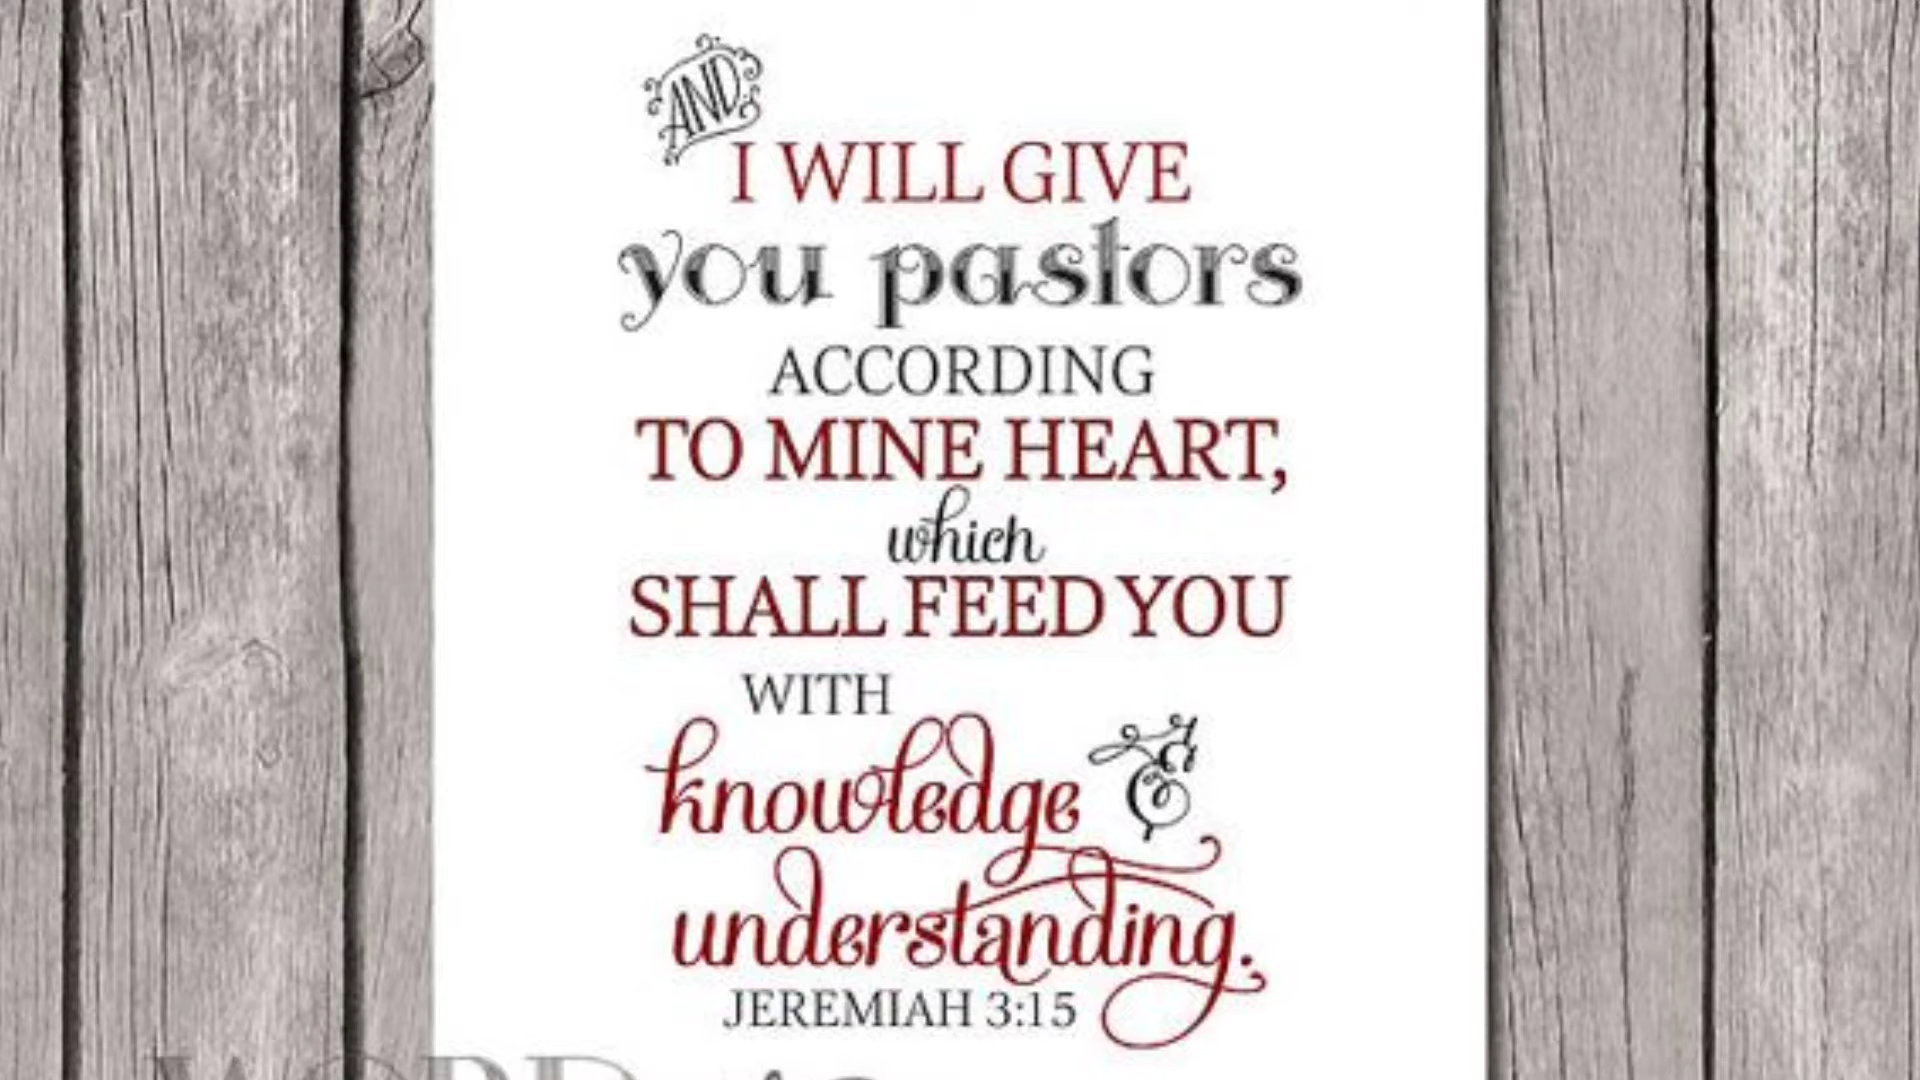 AND
I WILL GIVE
you pastors
ACCORDING
TO MINE HEART,
which
SHALL FEED YOU
WITH
knowledge &
understanding.
JEREMIAH 3:15
WORD